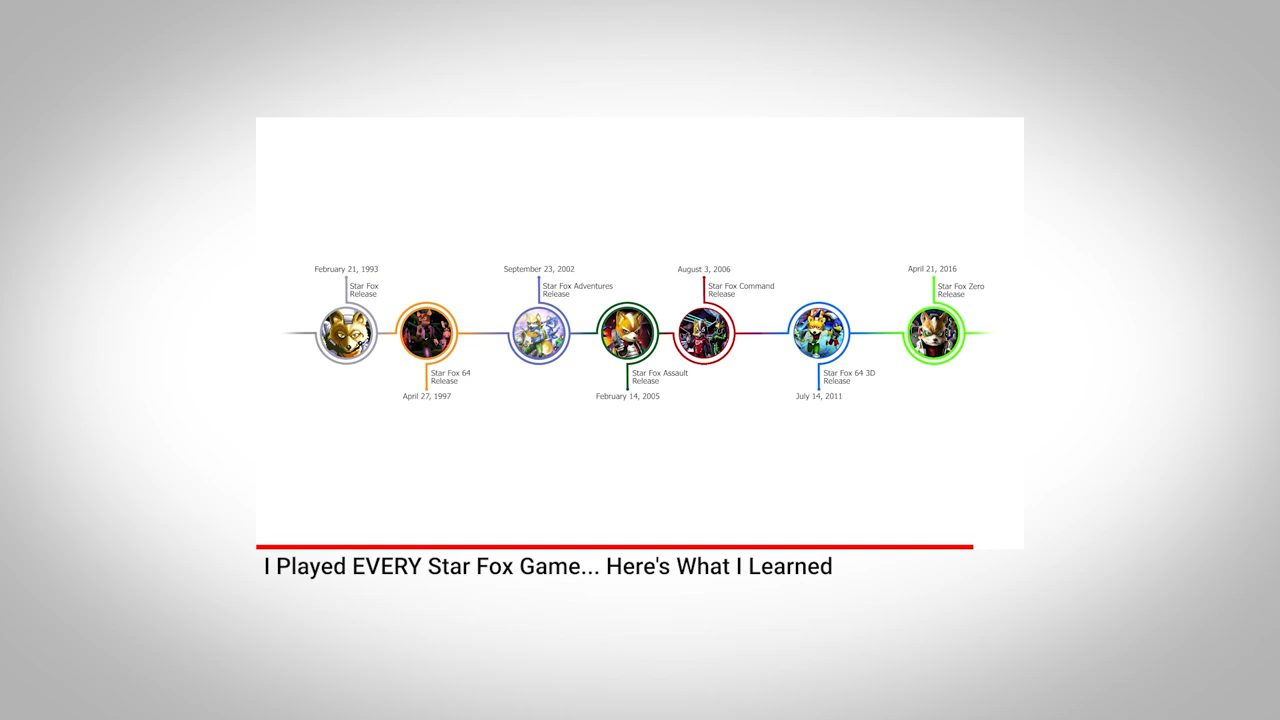 February 21, 1993
Star Fox
Release
Star Fox 64
Release
April 27, 1997
September 23, 2002
Star Fox Adventures
Release
Star Fox Assault
Release
February 14, 2005
August 3, 2006
Star Fox Command
Release
Star Fox 64 3D
Release
July 14, 2011
April 21, 2016
Star Fox Zero
Release
I Played EVERY Star Fox Game... Here's What I Learned